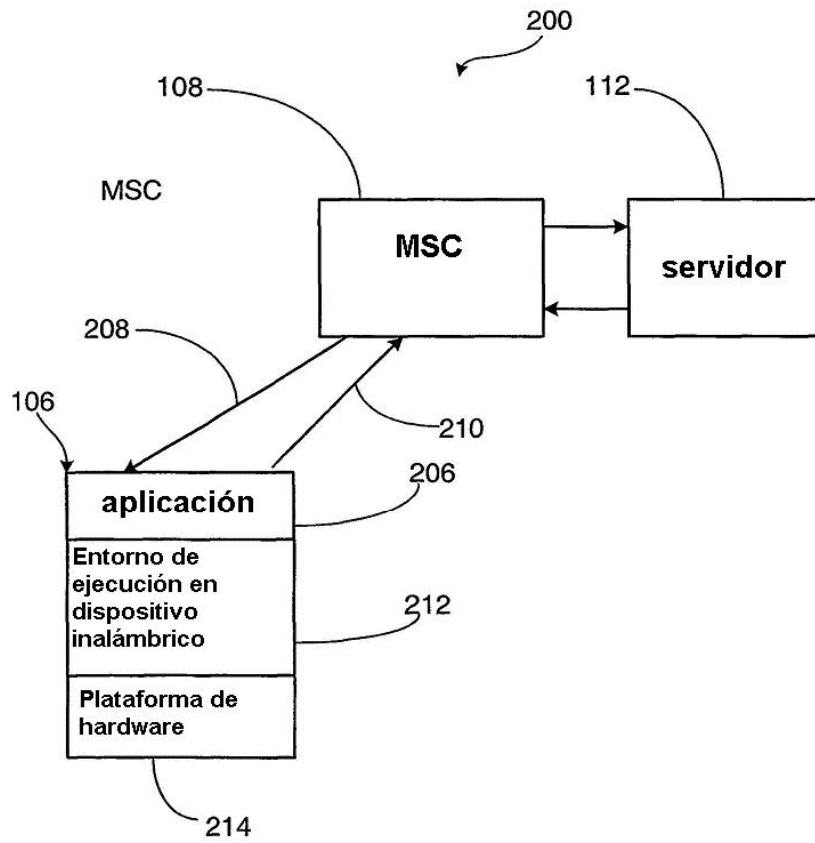 200
108
112
MSC
MSC
servidor
208
106
210
aplicación
206
Entorno de
ejecución en
dispositivo
inalámbrico
212
Plataforma de
hardware
214